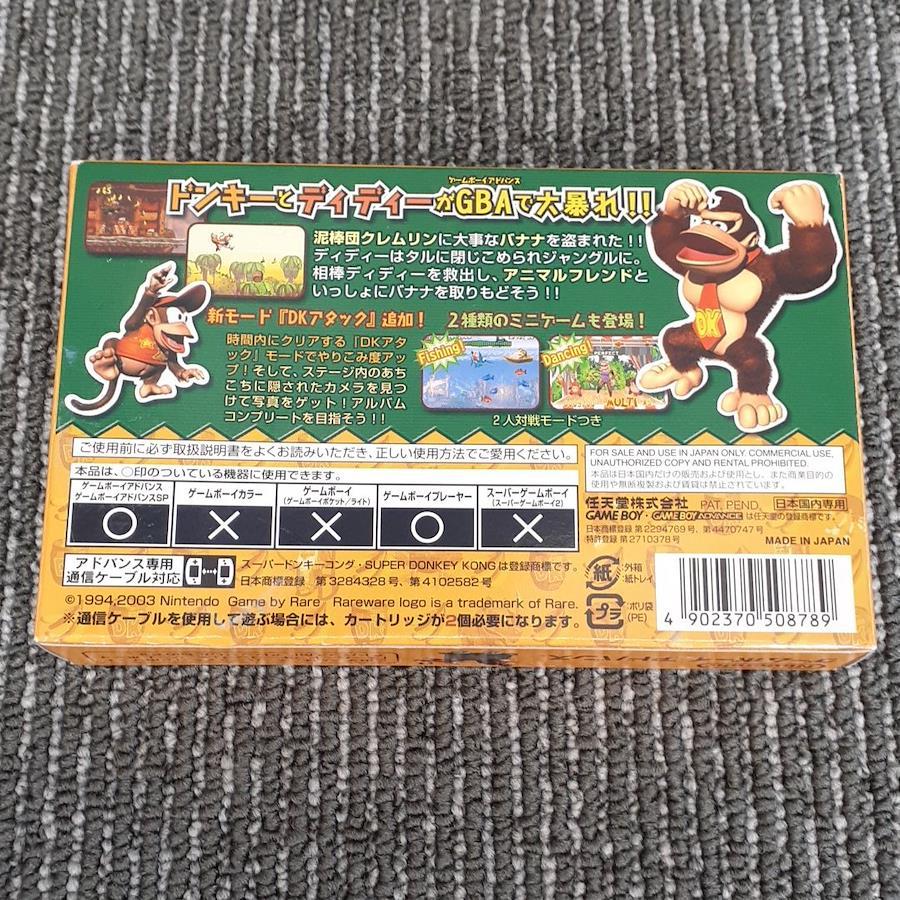 ゲームボーイアドバンス
ドンキーとディディーがGBAで大暴れ!!
泥棒団クレムリンに大事なバナナを盗まれた!!
ディディーはタルに閉じこめられジャングルに。
相棒ディディーを救出し、アニマルフレンドと
いっしょにバナナを取りもどそう!!
新モード『DKアタック』追加!
時間内にクリアする『DKアタ
ック』モードでやりこみ度アッ
プ!そして、ステージ内のあち
こちに隠されたカメラを見つ
けて写真をゲット!アルバム
コンプリートを目指そう!!
2種類のミニゲームも登場!
Fishing!
Dancing!
PERFECT
MULTI
2人対戦モードつき
DK
ご使用前に必ず取扱説明書をよくお読みいただき、正しい使用方法でご愛用ください。
本品は、○印のついている機器に使用できます。
ゲームボーイアドバンス
ゲームボーイアドバンスSP
○
ゲームボーイカラー
×
ゲームボーイ
(ゲームボーイポケット/ライト)
×
ゲームボーイプレーヤー
○
スーパーゲームボーイ
(スーパーゲームボーイ2)
×
FOR SALE AND USE IN JAPAN ONLY. COMMERCIAL USE,
UNAUTHORIZED COPY AND RENTAL PROHIBITED.
本品は日本国内だけの販売および使用とし、また商業目的の
使用や無断複製および賃貸は禁止されています。
任天堂株式会社 PAT. PEND. 日本国内専用
GAME BOY・GAME BOY ADVANCE は任天堂の登録商標です。
日本商標登録 第2294769号、第4470747号
特許登録 第2710378号
MADE IN JAPAN
アドバンス専用
通信ケーブル対応
スーパードンキーコング・SUPER DONKEY KONG は登録商標です。
日本商標登録 第3284328号、第4102582号
©1994,2003 Nintendo Game by Rare Rareware logo is a trademark of Rare.
※通信ケーブルを使用して遊ぶ場合には、カートリッジが2個必要になります。
紙
:外箱
:紙トレイ
プラ
:ポリ袋
(PE)
4 902370 508789